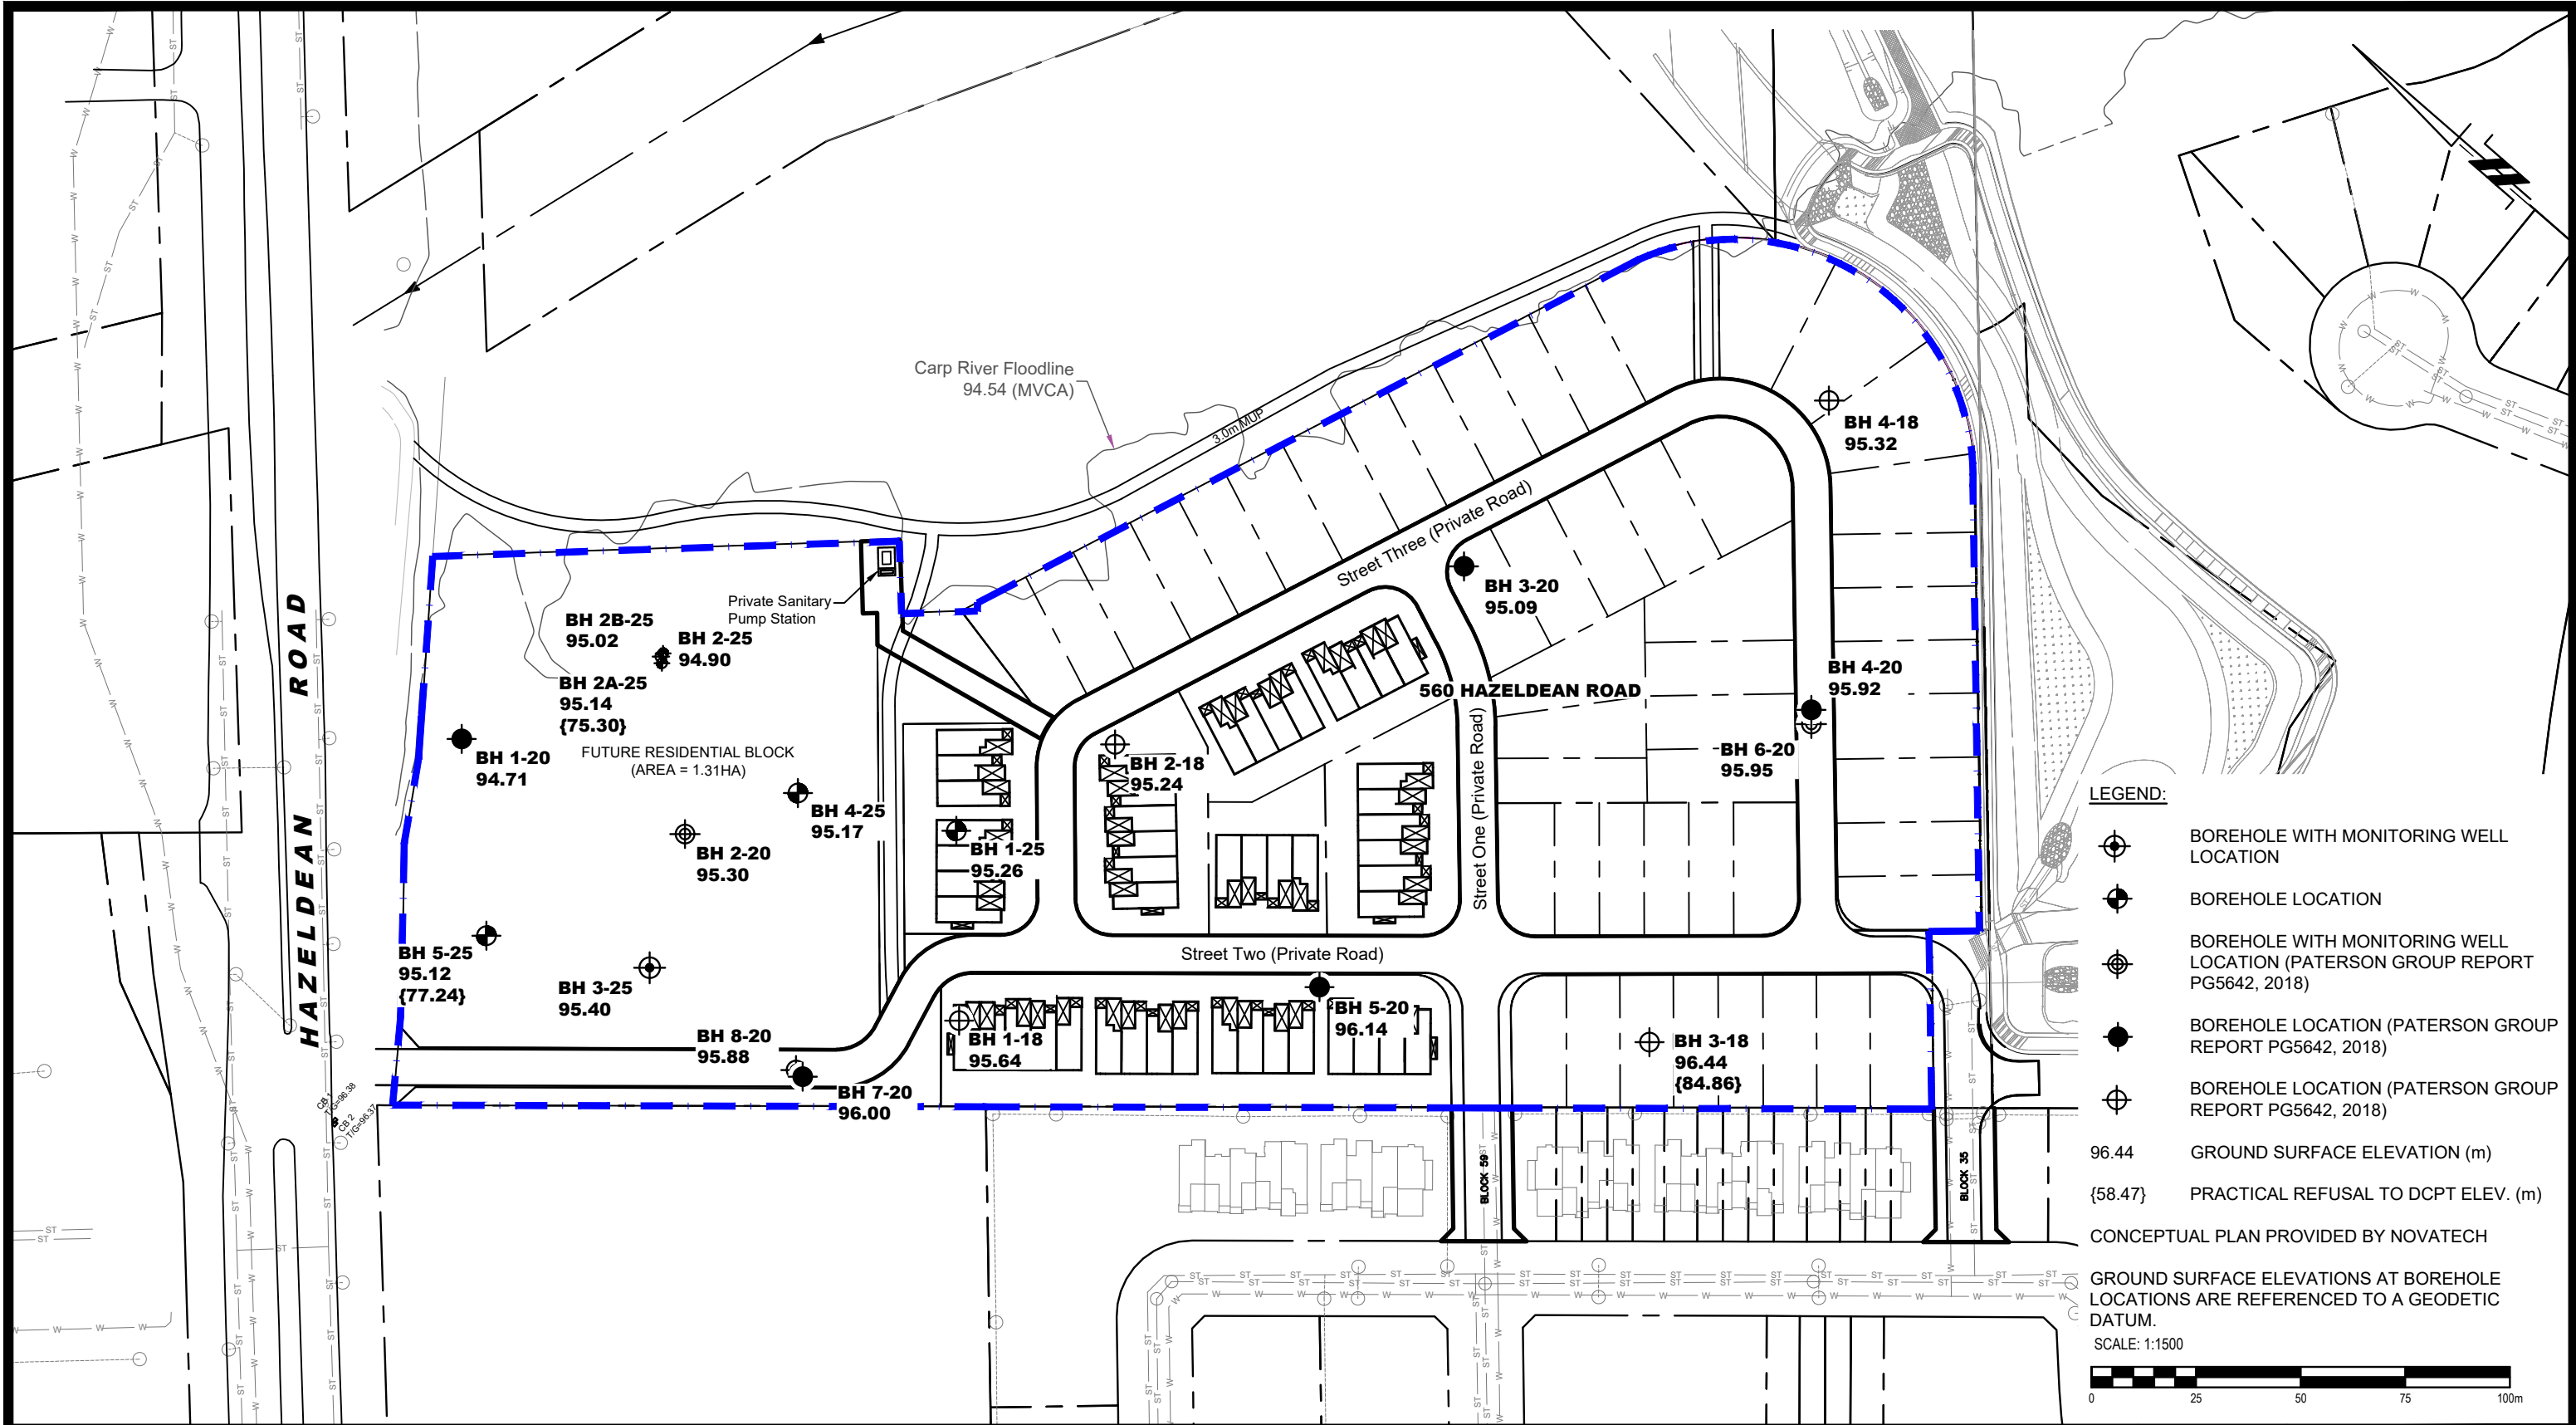 HAZELDEAN ROAD
Carp River Floodline
94.54 (MVCA)
3.0m MUP
BH 4-18
95.32
Street Three (Private Road)
BH 3-20
95.09
Private Sanitary
Pump Station
BH 2B-25
95.02
BH 2-25
94.90
BH 2A-25
95.14
{75.30}
560 HAZELDEAN ROAD
BH 4-20
95.92
BH 1-20
94.71
FUTURE RESIDENTIAL BLOCK
(AREA = 1.31HA)
BH 2-18
95.24
BH 6-20
95.95
BH 4-25
95.17
BH 2-20
95.30
BH 1-25
95.26
Street One (Private Road)
BH 5-25
95.12
{77.24}
BH 3-25
95.40
Street Two (Private Road)
BH 8-20
95.88
BH 7-20
96.00
BH 1-18
95.64
BH 5-20
96.14
BH 3-18
96.44
{84.86}
CB 1
T/G=96.38
CB 2
T/G=96.37
BLOCK 59
BLOCK 35
LEGEND:
BOREHOLE WITH MONITORING WELL
LOCATION
BOREHOLE LOCATION
BOREHOLE WITH MONITORING WELL
LOCATION (PATERSON GROUP REPORT
PG5642, 2018)
BOREHOLE LOCATION (PATERSON GROUP
REPORT PG5642, 2018)
BOREHOLE LOCATION (PATERSON GROUP
REPORT PG5642, 2018)
96.44 GROUND SURFACE ELEVATION (m)
{58.47} PRACTICAL REFUSAL TO DCPT ELEV. (m)
CONCEPTUAL PLAN PROVIDED BY NOVATECH
GROUND SURFACE ELEVATIONS AT BOREHOLE
LOCATIONS ARE REFERENCED TO A GEODETIC
DATUM.
SCALE: 1:1500
0 25 50 75 100m